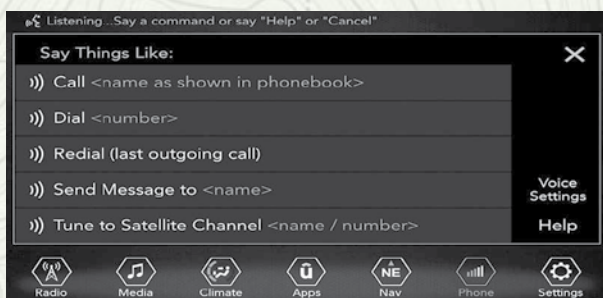 Listening...Say a command or say "Help" or "Cancel"
Say Things Like:
Call <name as shown in phonebook>
Dial <number>
Redial (last outgoing call)
Send Message to <name>
Tune to Satellite Channel <name / number>
Voice
Settings
Help
NE
Radio
Media
Climate
Apps
Nav
Phone
Settings